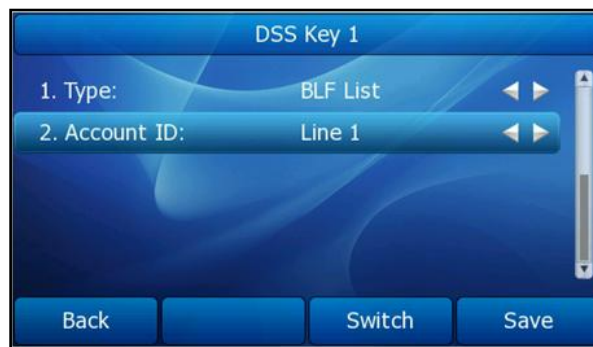 DSS Key 1
1. Type: BLF List
2. Account ID: Line 1
Back Switch Save